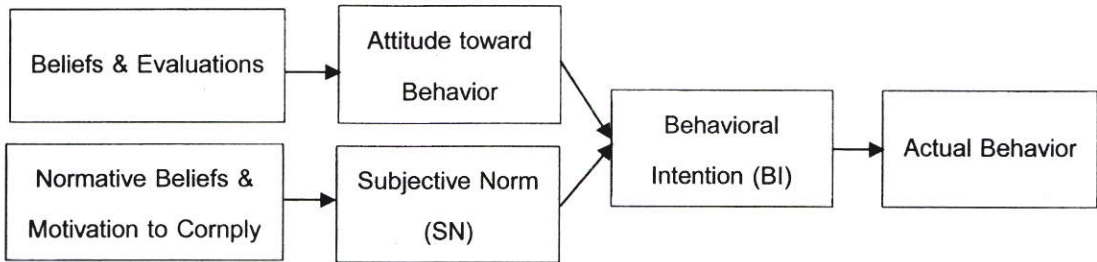 Beliefs & Evaluations
Attitude toward
Behavior
Normative Beliefs &
Motivation to Cornply
Subjective Norm
(SN)
Behavioral
Intention (BI)
Actual Behavior